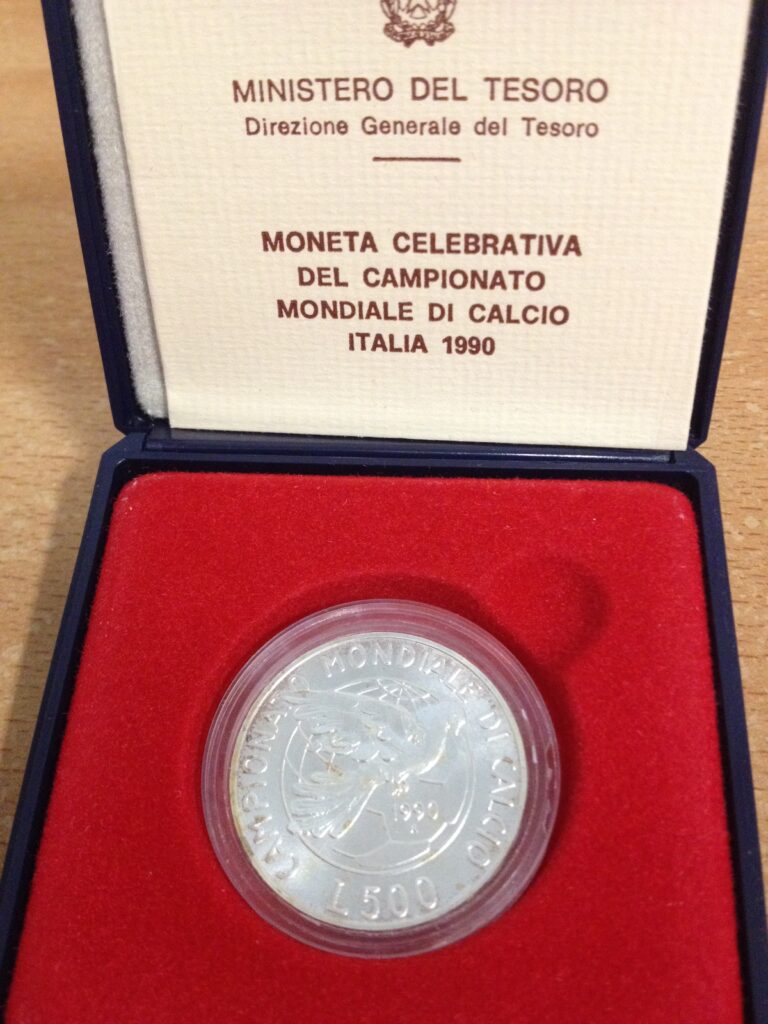 MINISTERO DEL TESORO
Direzione Generale del Tesoro
MONETA CELEBRATIVA
DEL CAMPIONATO
MONDIALE DI CALCIO
ITALIA 1990
CAMPIONATO MONDIALE DI CALCIO
1990
L.500